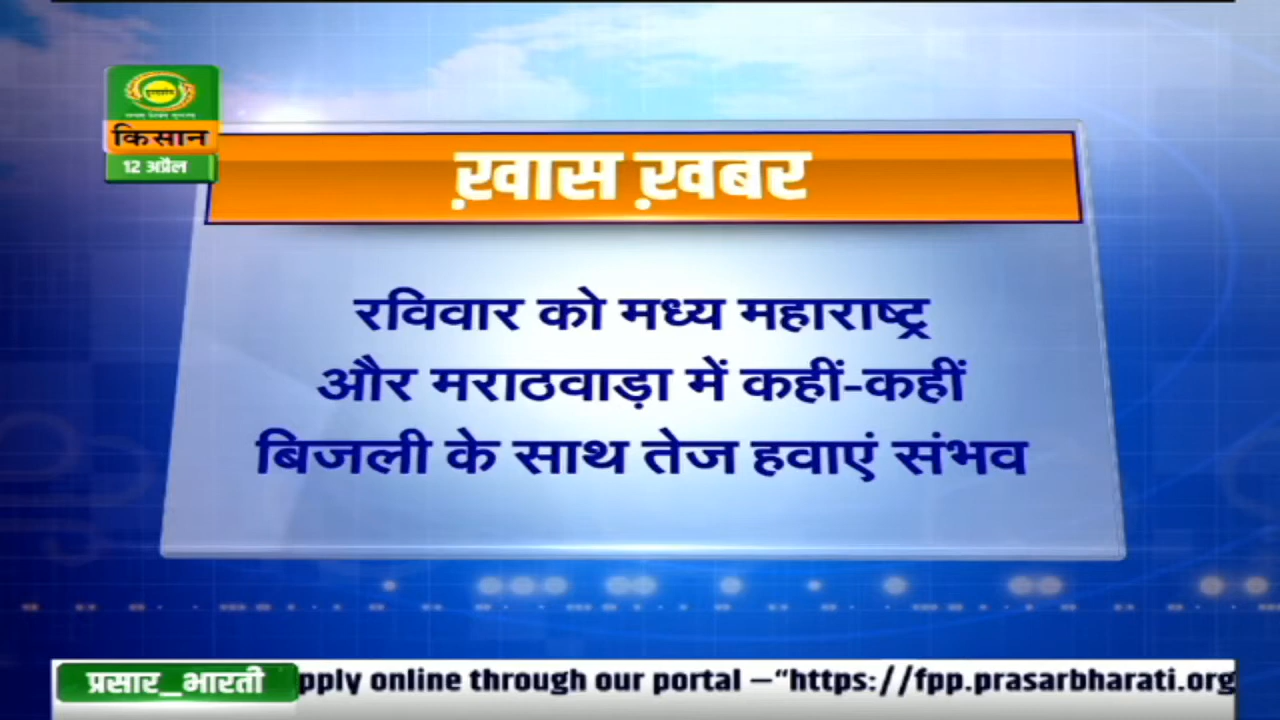 किसान
12 अप्रैल
ख़ास ख़बर
रविवार को मध्य महाराष्ट्र
और मराठवाड़ा में कहीं-कहीं
बिजली के साथ तेज हवाएं संभव
प्रसार_भारती
pply online through our portal –“https://fpp.prasarbharati.org